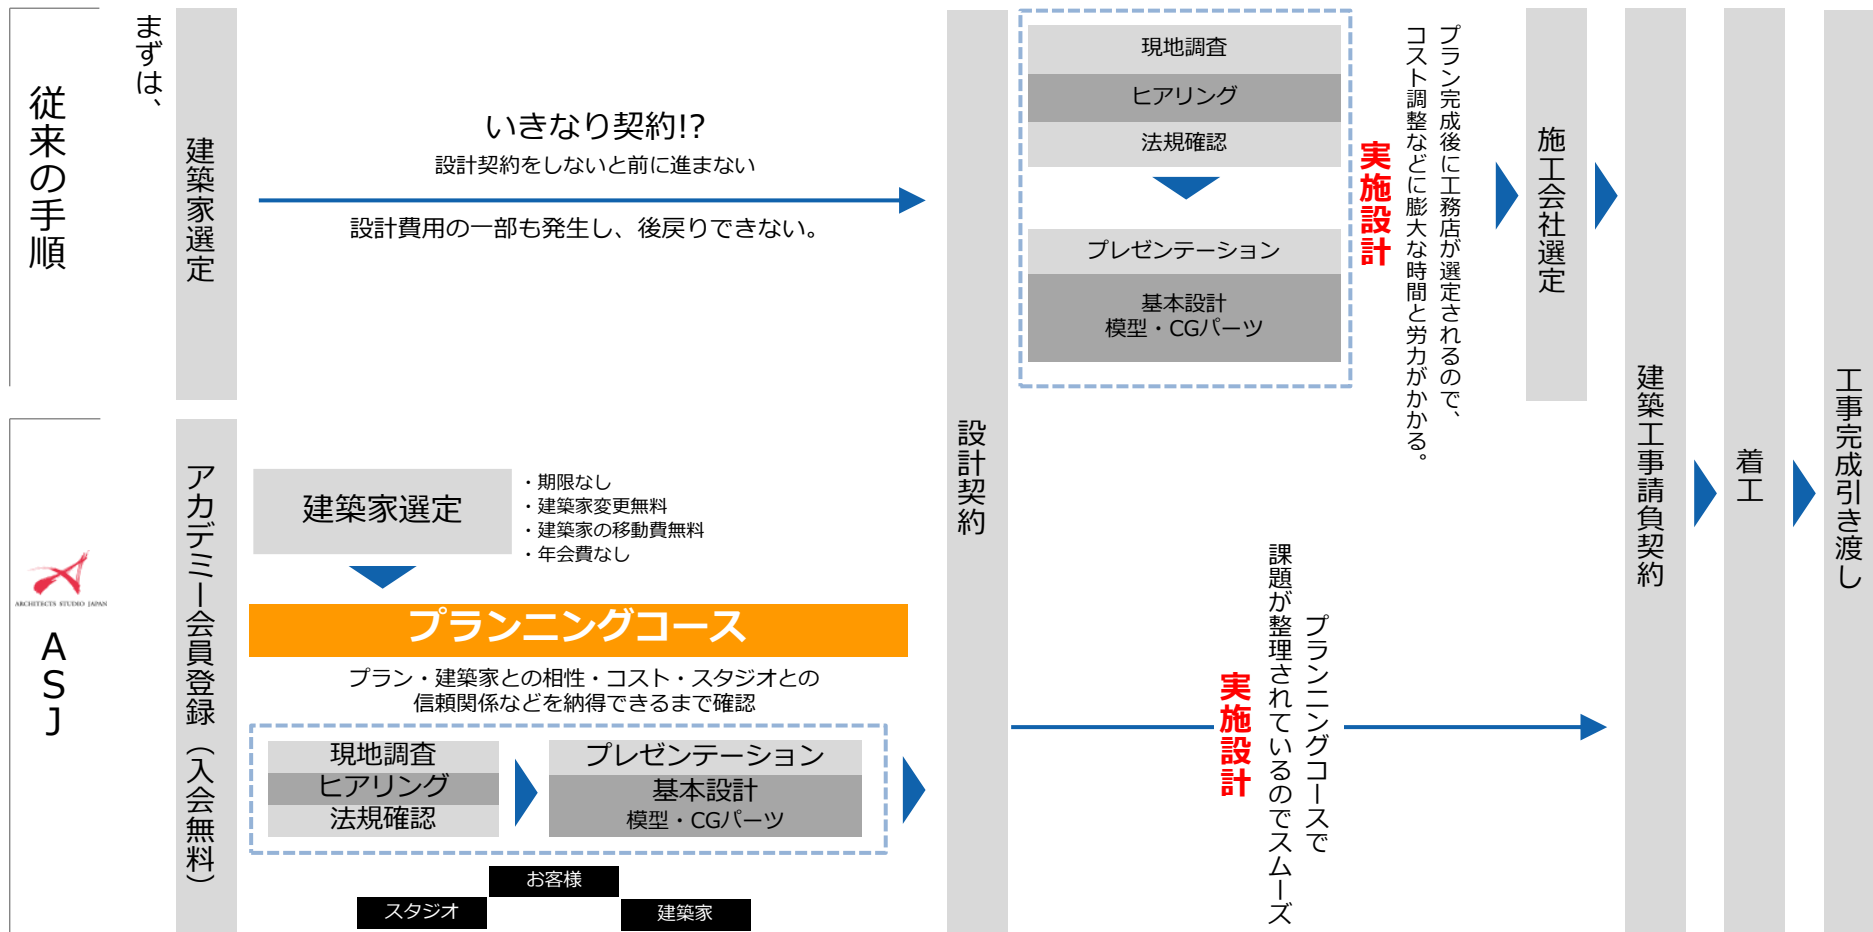 従来の手順
まずは、
建築家選定
いきなり契約!?
設計契約をしないと前に進まない
設計費用の一部も発生し、後戻りできない。
設計契約
現地調査
ヒアリング
法規確認
プレゼンテーション
基本設計
模型・CGパーツ
実施設計
プラン完成後に工務店が選定されるので、
コスト調整などに膨大な時間と労力がかかる。
施工会社選定
建築工事請負契約
着工
工事完成引き渡し
ARCHITECTS STUDIO JAPAN
ASJ
アカデミー会員登録（入会無料）
建築家選定
・期限なし
・建築家変更無料
・建築家の移動費無料
・年会費なし
プランニングコース
プラン・建築家との相性・コスト・スタジオとの
信頼関係などを納得できるまで確認
現地調査
ヒアリング
法規確認
プレゼンテーション
基本設計
模型・CGパーツ
お客様
スタジオ
建築家
実施設計
プランニングコースで
課題が整理されているのでスムーズ